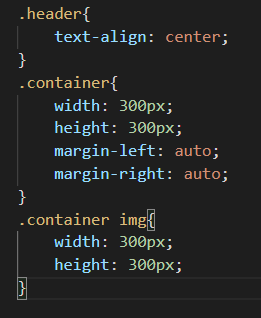 .header{
    text-align: center;
}
.container{
    width: 300px;
    height: 300px;
    margin-left: auto;
    margin-right: auto;
}
.container img{
    width: 300px;
    height: 300px;
}